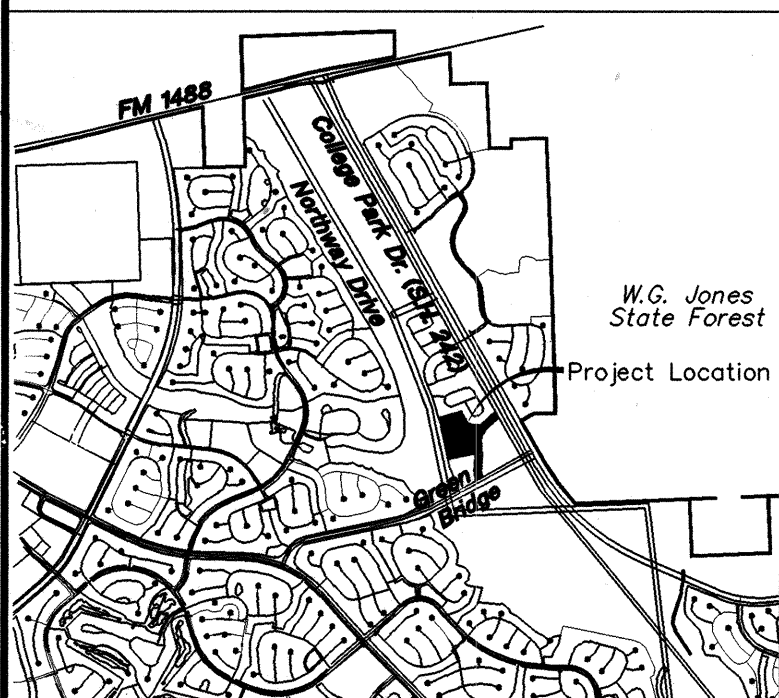 FM 1488
College Park Dr. (SH 242)
Northway Drive
W.G. Jones
State Forest
Project Location
Green
Bridge